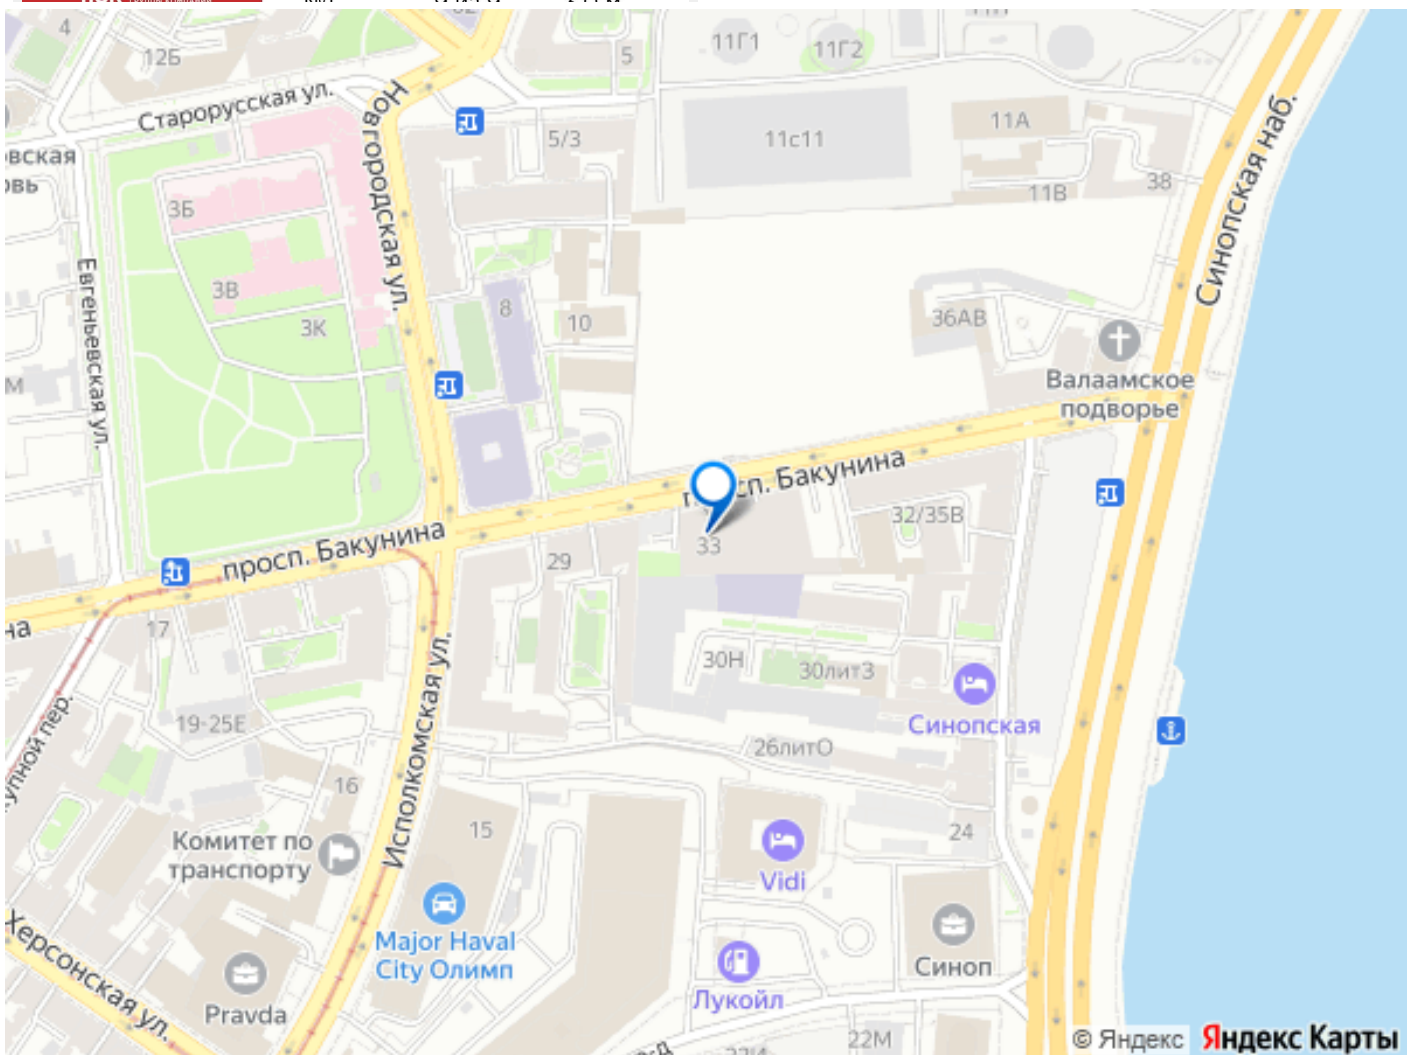 4
12Б
5
11Г1
11Г2
Старорусская ул.
Новгородская ул.
5/3
11с11
11А
11В
38
Синопская наб.
3Б
3В
3К
Евгеньевская ул.
8
10
36АВ
Валаамское
подворье
просп. Бакунина
32/35В
33
просп. Бакунина
29
17
30Н
30литЗ
Синопская
19-25Е
26литО
Исполкомская ул.
16
15
24
Комитет по
транспорту
Vidi
Major Haval
City Олимп
Синоп
Лукойл
Херсонская ул.
Pravda
22М
© Яндекс Яндекс Карты